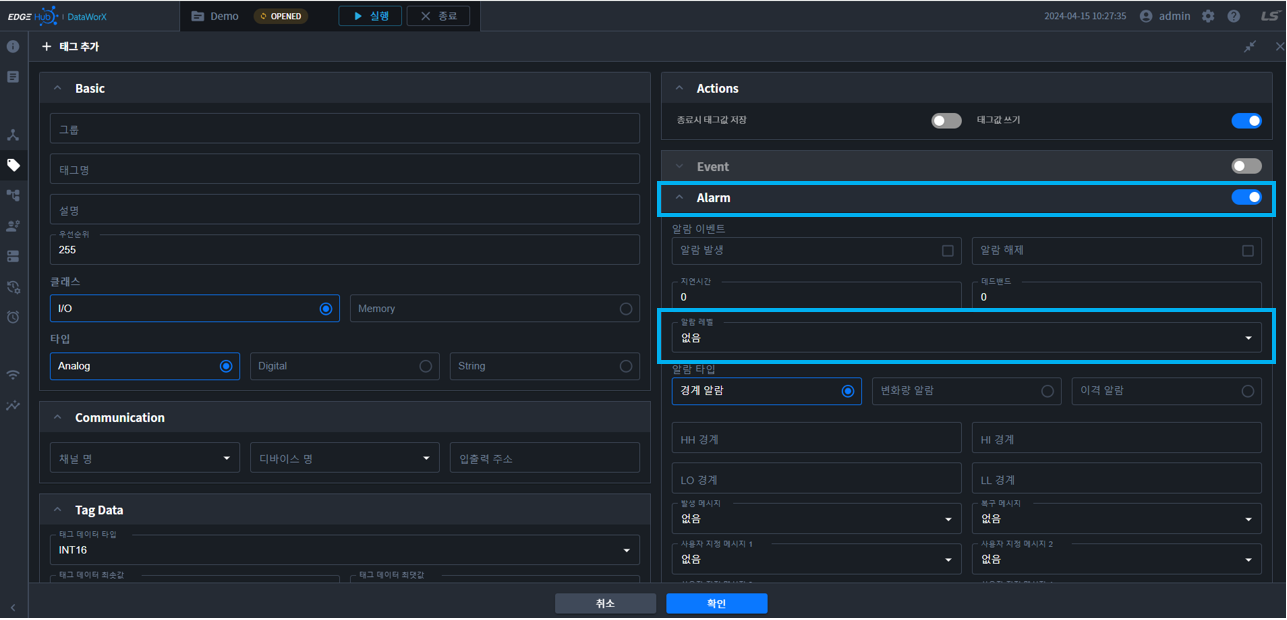 EDGE Hub | DataWorX
Demo
OPENED
실행
종료
2024-04-15 10:27:35
admin
LS
태그 추가
Basic
그룹
태그명
설명
우선순위
255
클래스
I/O
Memory
타입
Analog
Digital
String
Communication
채널 명
디바이스 명
입출력 주소
Tag Data
태그 데이터 타입
INT16
태그 데이터 최솟값
태그 데이터 최댓값
Actions
종료시 태그값 저장
태그값 쓰기
Event
Alarm
알람 이벤트
알람 발생
알람 해제
지연시간
0
데드밴드
0
알람 레벨
없음
알람 타입
경계 알람
변화량 알람
이격 알람
HH 경계
HI 경계
LO 경계
LL 경계
발생 메시지
없음
복구 메시지
없음
사용자 지정 메시지 1
없음
사용자 지정 메시지 2
없음
취소
확인